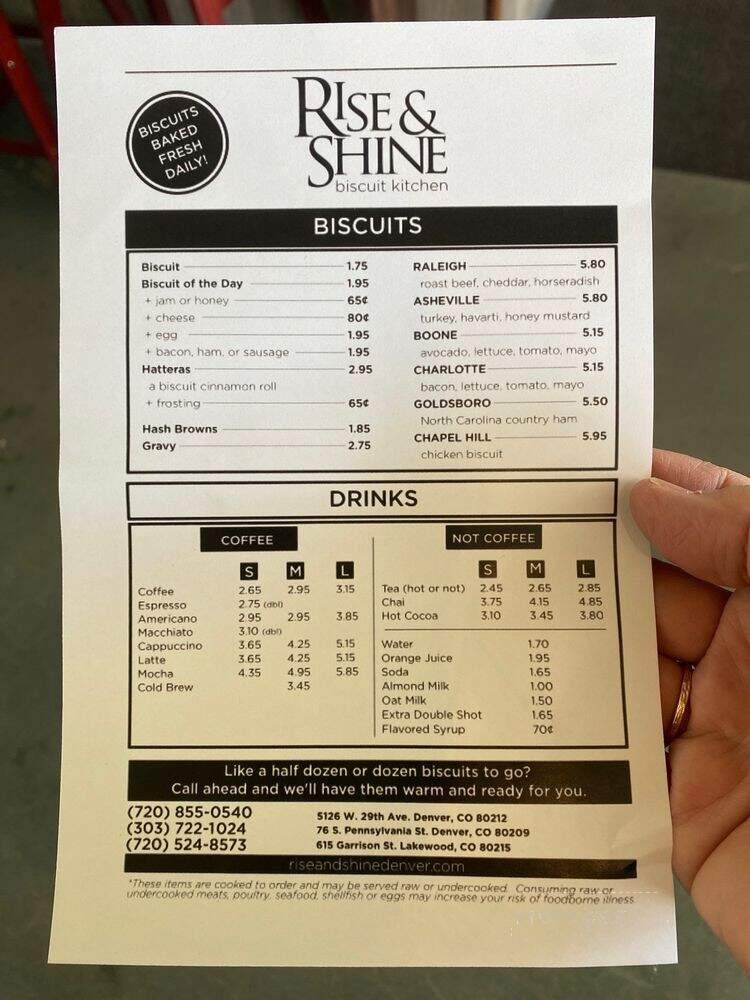 BISCUITS
BAKED
FRESH
DAILY!
RISE &
SHINE
biscuit kitchen
BISCUITS
Biscuit 1.75
Biscuit of the Day 1.95
+ jam or honey 65¢
+ cheese 80¢
+ egg 1.95
+ bacon, ham, or sausage 1.95
Hatteras 2.95
a biscuit cinnamon roll
+ frosting 65¢
Hash Browns 1.85
Gravy 2.75
RALEIGH 5.80
roast beef, cheddar, horseradish
ASHEVILLE 5.80
turkey, havarti, honey mustard
BOONE 5.15
avocado, lettuce, tomato, mayo
CHARLOTTE 5.15
bacon, lettuce, tomato, mayo
GOLDSBORO 5.50
North Carolina country ham
CHAPEL HILL 5.95
chicken biscuit
DRINKS
COFFEE
S M L
Coffee 2.65 2.95 3.15
Espresso 2.75 (dbl)
Americano 2.95 2.95 3.85
Macchiato 3.10 (dbl)
Cappuccino 3.65 4.25 5.15
Latte 3.65 4.25 5.15
Mocha 4.35 4.95 5.85
Cold Brew 3.45
NOT COFFEE
S M L
Tea (hot or not) 2.45 2.65 2.85
Chai 3.75 4.15 4.85
Hot Cocoa 3.10 3.45 3.80
Water 1.70
Orange Juice 1.95
Soda 1.65
Almond Milk 1.00
Oat Milk 1.50
Extra Double Shot 1.65
Flavored Syrup 70¢
Like a half dozen or dozen biscuits to go?
Call ahead and we'll have them warm and ready for you.
(720) 855-0540 5126 W. 29th Ave. Denver, CO 80212
(303) 722-1024 76 S. Pennsylvania St. Denver, CO 80209
(720) 524-8573 615 Garrison St. Lakewood, CO 80215
riseandshinedenver.com
*These items are cooked to order and may be served raw or undercooked. Consuming raw or
undercooked meats, poultry, seafood, shellfish or eggs may increase your risk of foodborne illness